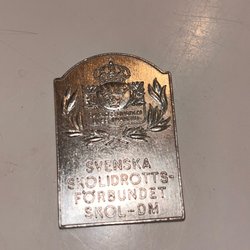 SVENSKA
SKOLIDROTTS-
FÖRBUNDET
SKOL-DM